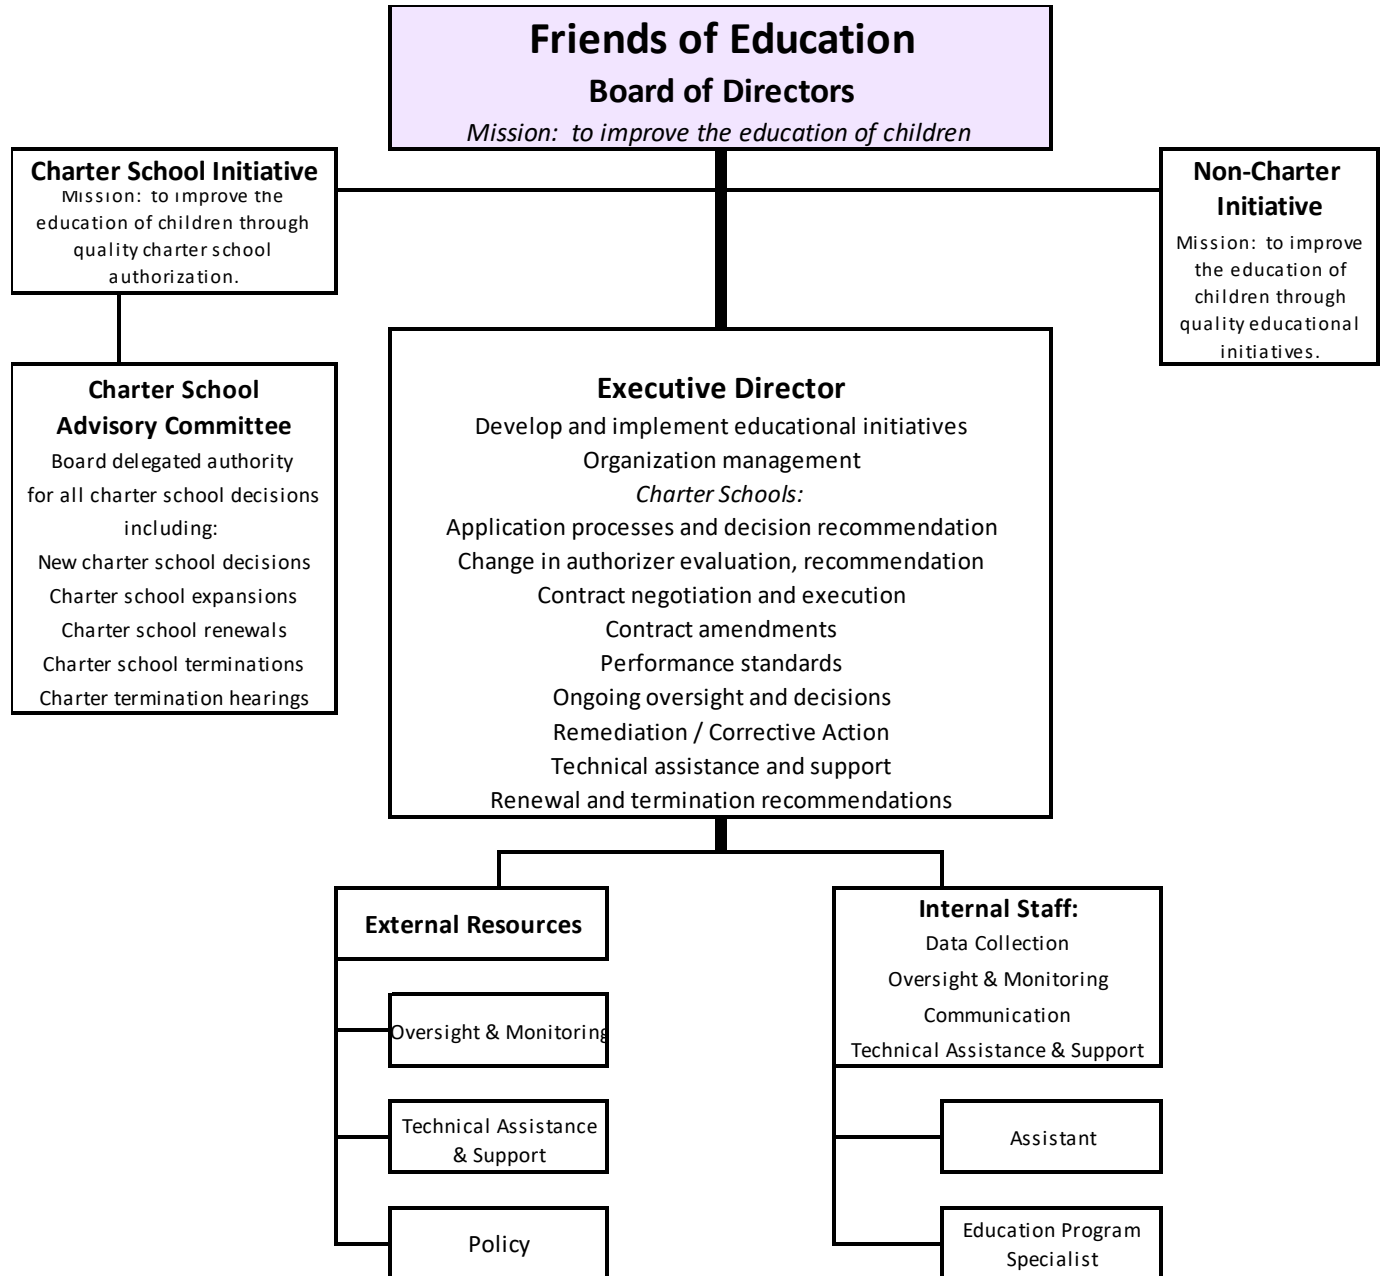 Friends of Education
Board of Directors
Mission: to improve the education of children
Charter School Initiative
Mission: to improve the
education of children through
quality charter school
authorization.
Non-Charter
Initiative
Mission: to improve
the education of
children through
quality educational
initiatives.
Charter School
Advisory Committee
Board delegated authority
for all charter school decisions
including:
New charter school decisions
Charter school expansions
Charter school renewals
Charter school terminations
Charter termination hearings
Executive Director
Develop and implement educational initiatives
Organization management
Charter Schools:
Application processes and decision recommendation
Change in authorizer evaluation, recommendation
Contract negotiation and execution
Contract amendments
Performance standards
Ongoing oversight and decisions
Remediation / Corrective Action
Technical assistance and support
Renewal and termination recommendations
External Resources
Oversight & Monitoring
Technical Assistance
& Support
Policy
Internal Staff:
Data Collection
Oversight & Monitoring
Communication
Technical Assistance & Support
Assistant
Education Program
Specialist